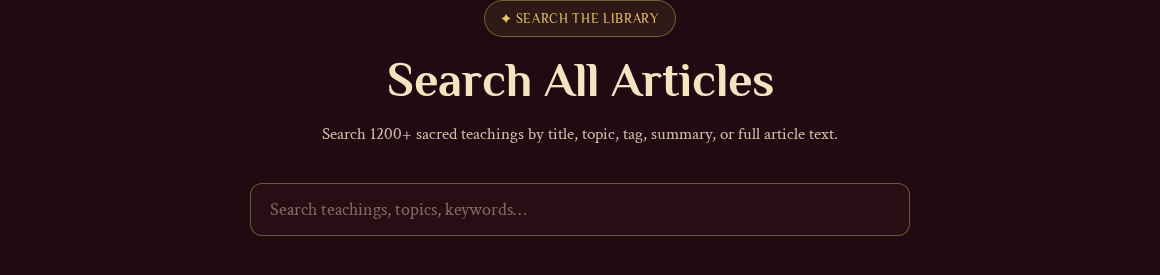 ✦ SEARCH THE LIBRARY
Search All Articles
Search 1200+ sacred teachings by title, topic, tag, summary, or full article text.
Search teachings, topics, keywords…